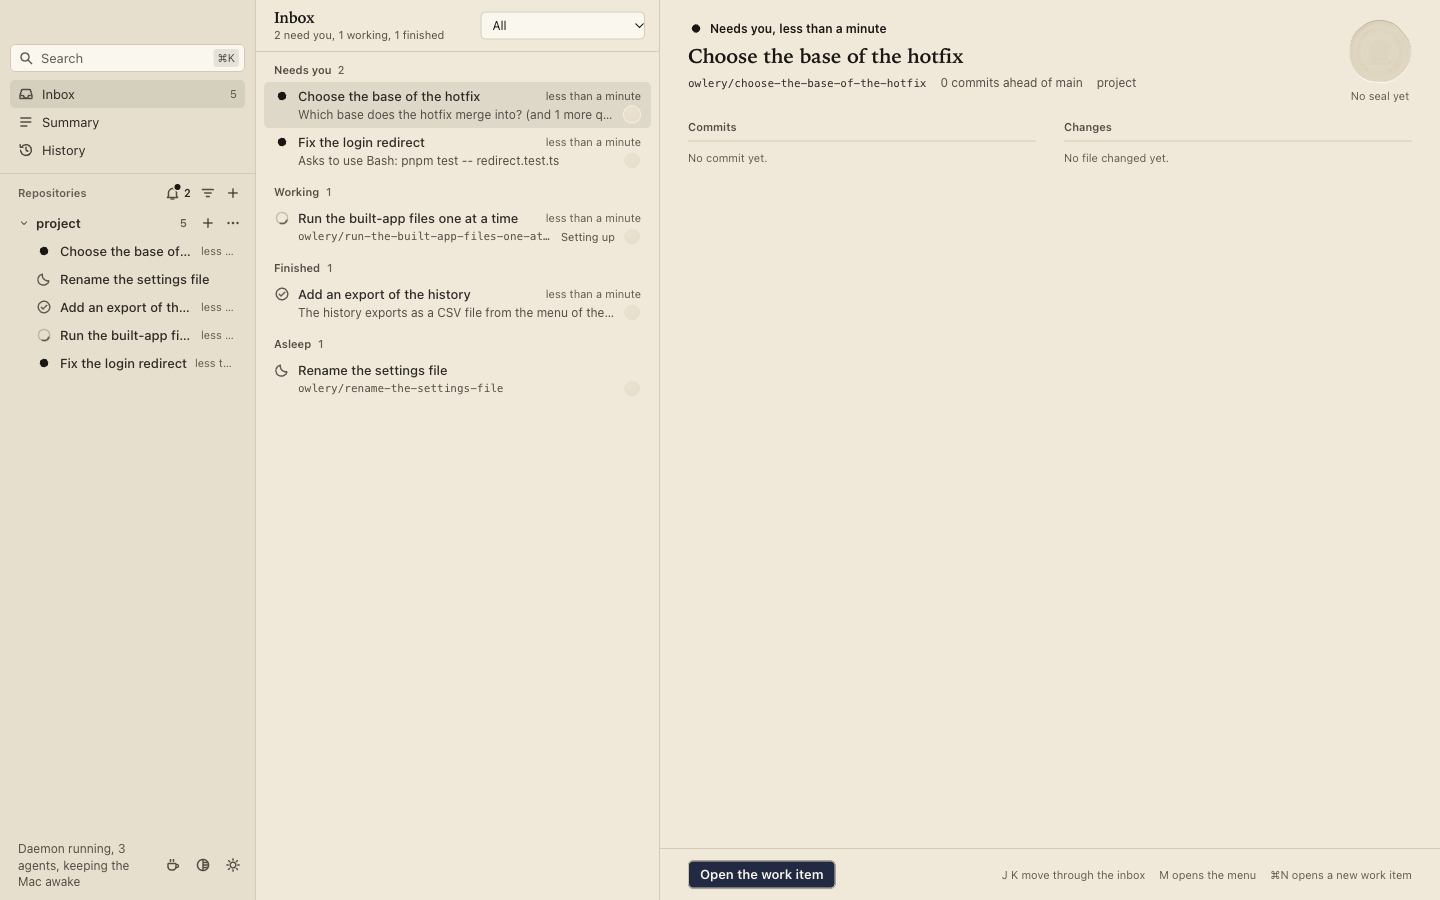 Search ⌘K
Inbox 5
Summary
History
Repositories 2
project 5
Choose the base of... less ...
Rename the settings file
Add an export of th... less ...
Run the built-app fi... less ...
Fix the login redirect less t...
Daemon running, 3
agents, keeping the
Mac awake
Inbox
2 need you, 1 working, 1 finished
All
Needs you 2
Choose the base of the hotfix less than a minute
Which base does the hotfix merge into? (and 1 more q...
Fix the login redirect less than a minute
Asks to use Bash: pnpm test -- redirect.test.ts
Working 1
Run the built-app files one at a time less than a minute
owlery/run-the-built-app-files-one-at... Setting up
Finished 1
Add an export of the history less than a minute
The history exports as a CSV file from the menu of the...
Asleep 1
Rename the settings file
owlery/rename-the-settings-file
Needs you, less than a minute
Choose the base of the hotfix
owlery/choose-the-base-of-the-hotfix 0 commits ahead of main project
No seal yet
Commits
No commit yet.
Changes
No file changed yet.
Open the work item
J K move through the inbox M opens the menu ⌘N opens a new work item